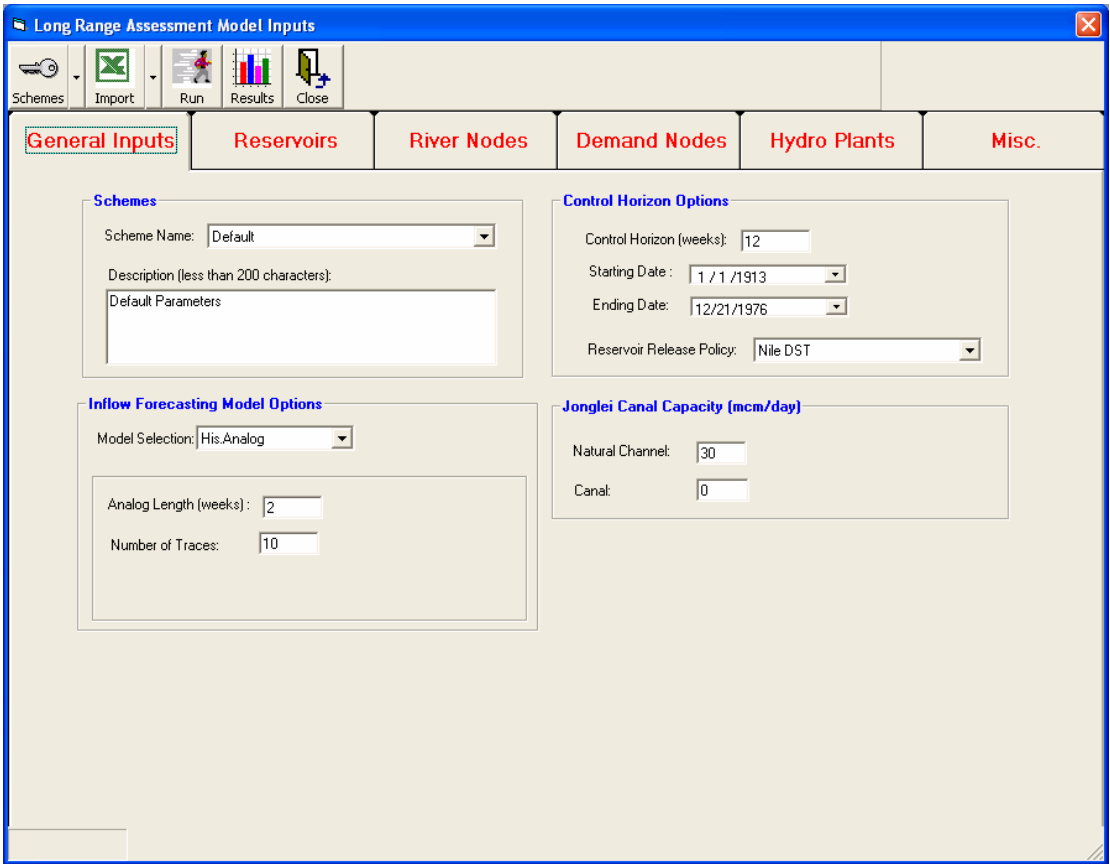 Long Range Assessment Model Inputs
Schemes Import Run Results Close
General Inputs Reservoirs River Nodes Demand Nodes Hydro Plants Misc.
Schemes
Scheme Name: Default
Description (less than 200 characters):
Default Parameters
Control Horizon Options
Control Horizon (weeks): 12
Starting Date : 1 / 1 /1913
Ending Date: 12/21/1976
Reservoir Release Policy: Nile DST
Inflow Forecasting Model Options
Model Selection: His.Analog
Analog Length (weeks) : 2
Number of Traces: 10
Jonglei Canal Capacity (mcm/day)
Natural Channel: 30
Canal: 0